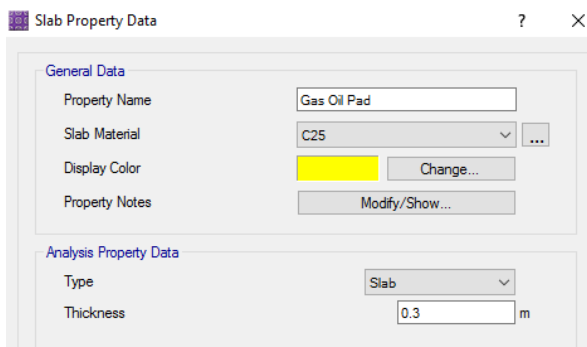 Slab Property Data ? X
General Data
Property Name Gas Oil Pad
Slab Material C25 ...
Display Color Change...
Property Notes Modify/Show...
Analysis Property Data
Type Slab
Thickness 0.3 m